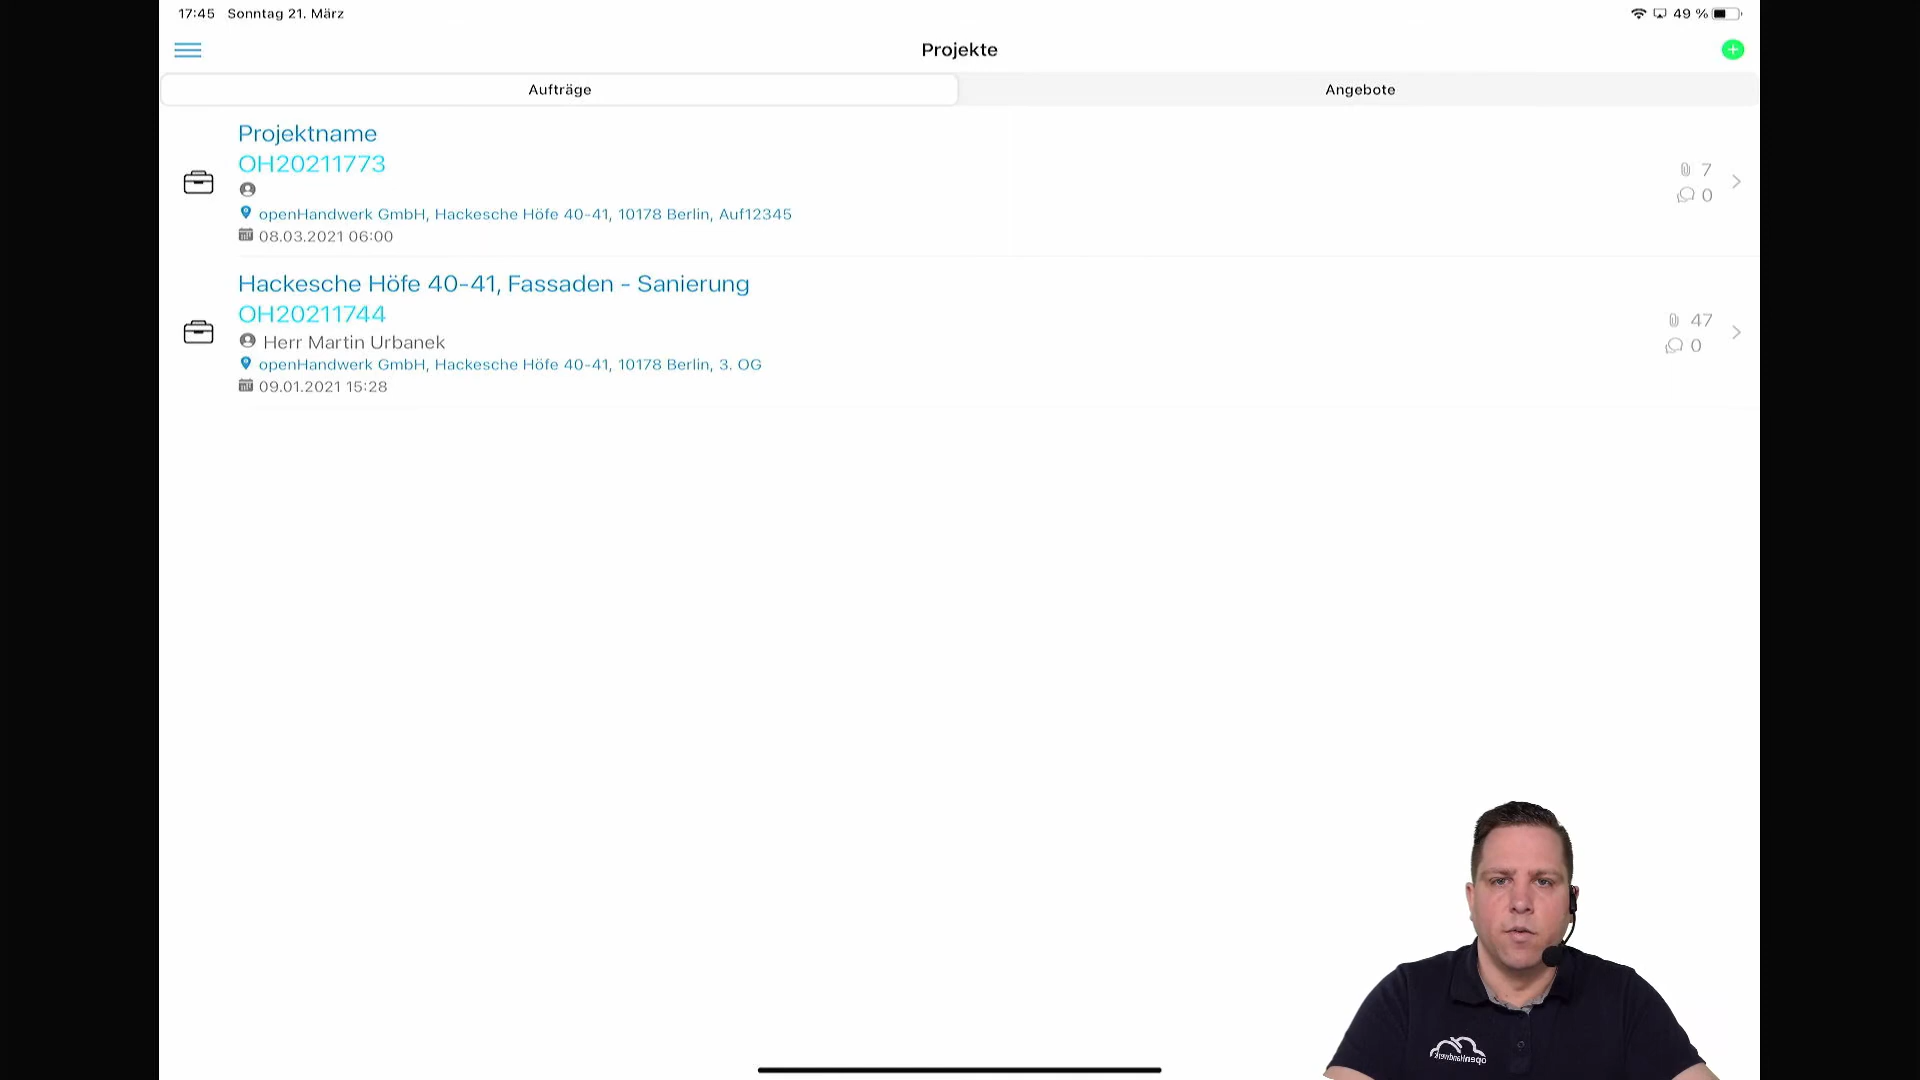 17:45 Sonntag 21. März 49 %
Projekte
Aufträge Angebote
Projektname
OH20211773
7
0
openHandwerk GmbH, Hackesche Höfe 40-41, 10178 Berlin, Auf12345
08.03.2021 06:00
Hackesche Höfe 40-41, Fassaden - Sanierung
OH20211744
47
Herr Martin Urbanek
0
openHandwerk GmbH, Hackesche Höfe 40-41, 10178 Berlin, 3. OG
09.01.2021 15:28
openHandwerk